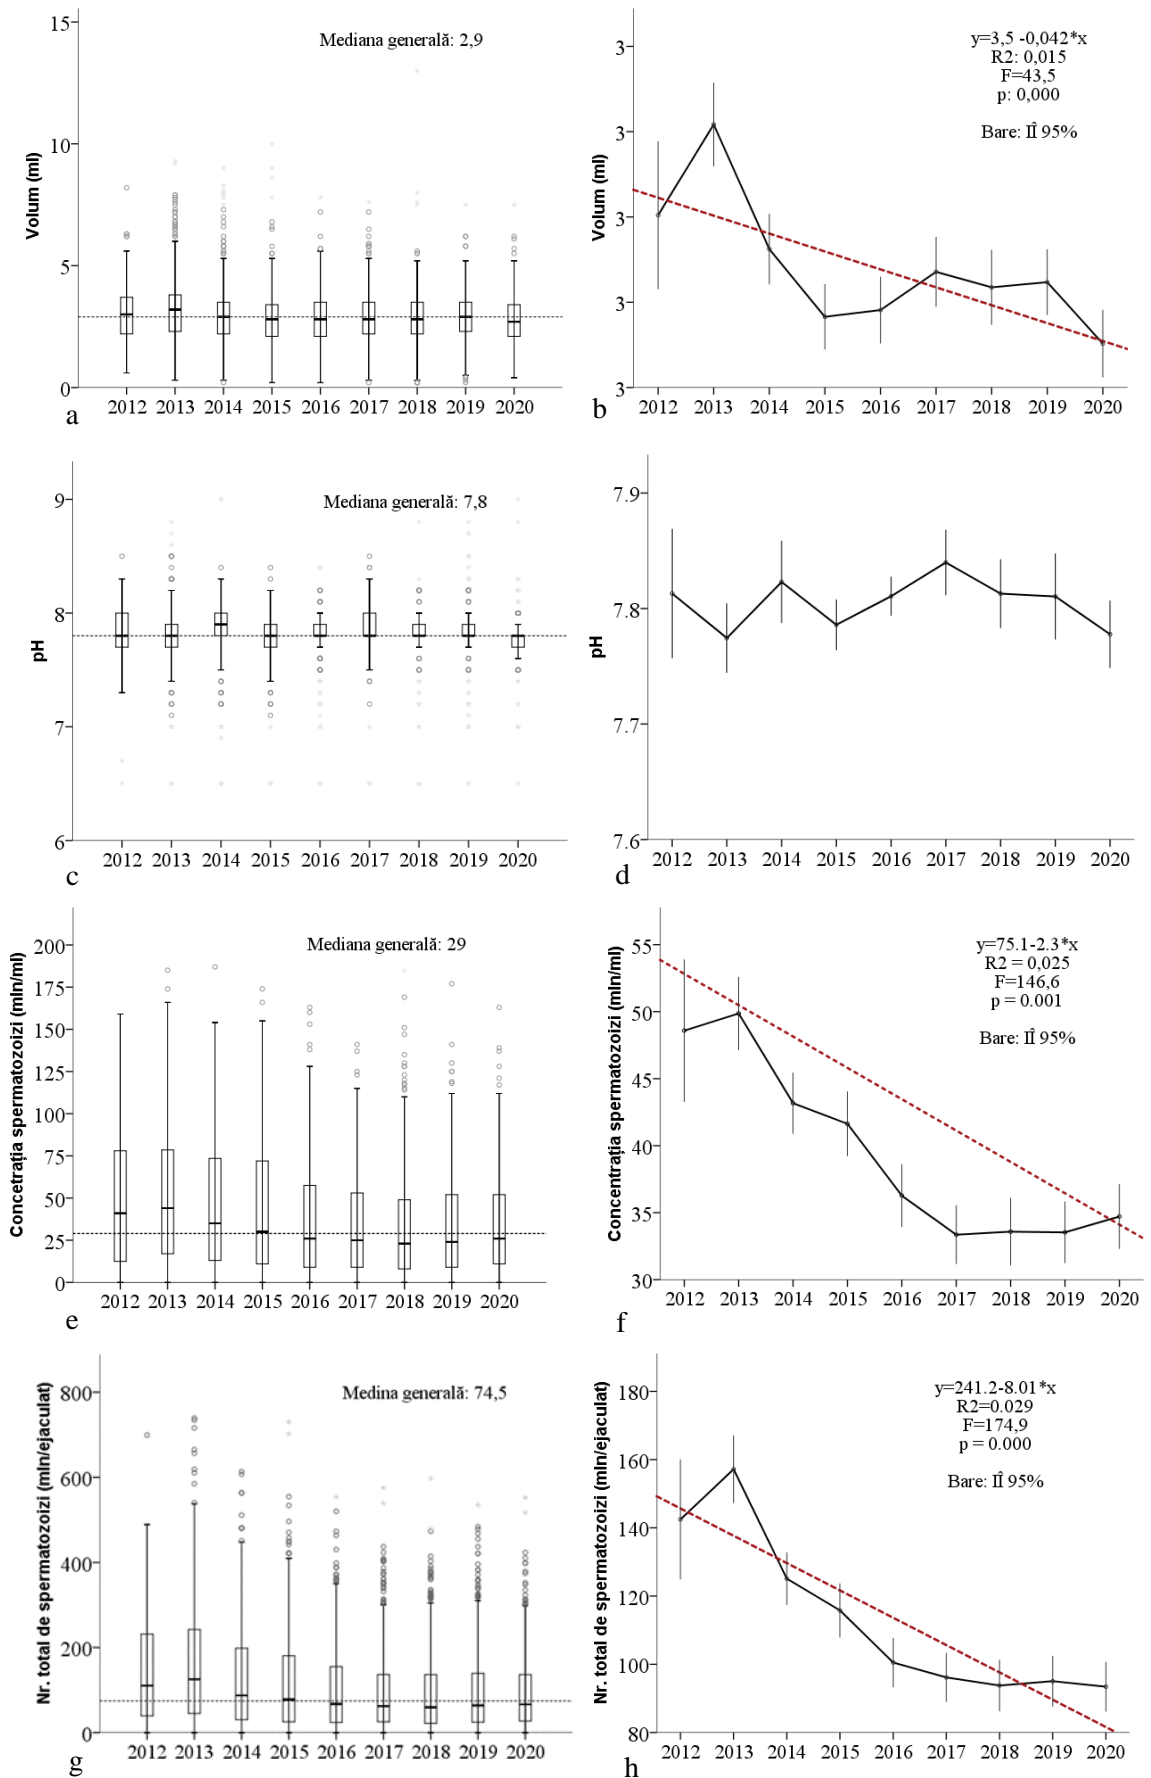 15
10
5
0
Volum (ml)
Mediana generală: 2,9
2012 2013 2014 2015 2016 2017 2018 2019 2020
a
3
3
3
3
3
Volum (ml)
y=3,5 -0,042*x
R2: 0,015
F=43,5
p: 0,000
Bare: IÎ 95%
2012 2013 2014 2015 2016 2017 2018 2019 2020
b
9
8
7
6
pH
Mediana generală: 7,8
2012 2013 2014 2015 2016 2017 2018 2019 2020
c
7.9
7.8
7.7
7.6
pH
2012 2013 2014 2015 2016 2017 2018 2019 2020
d
200
175
150
125
100
75
50
25
0
Concetrația spermatozoizi (mln/ml)
Mediana generală: 29
2012 2013 2014 2015 2016 2017 2018 2019 2020
e
55
50
45
40
35
30
Concentrația spermatozoizi (mln/ml)
y=75.1-2.3*x
R2 = 0,025
F=146,6
p = 0.001
Bare: IÎ 95%
2012 2013 2014 2015 2016 2017 2018 2019 2020
f
800
600
400
200
0
Nr. total de spermatozoizi (mln/ejaculat)
Medina generală: 74,5
2012 2013 2014 2015 2016 2017 2018 2019 2020
g
180
160
140
120
100
80
Nr. total de spermatozoizi (mln/ejaculat)
y=241.2-8.01*x
R2=0.029
F=174,9
p = 0.000
Bare: IÎ 95%
2012 2013 2014 2015 2016 2017 2018 2019 2020
h